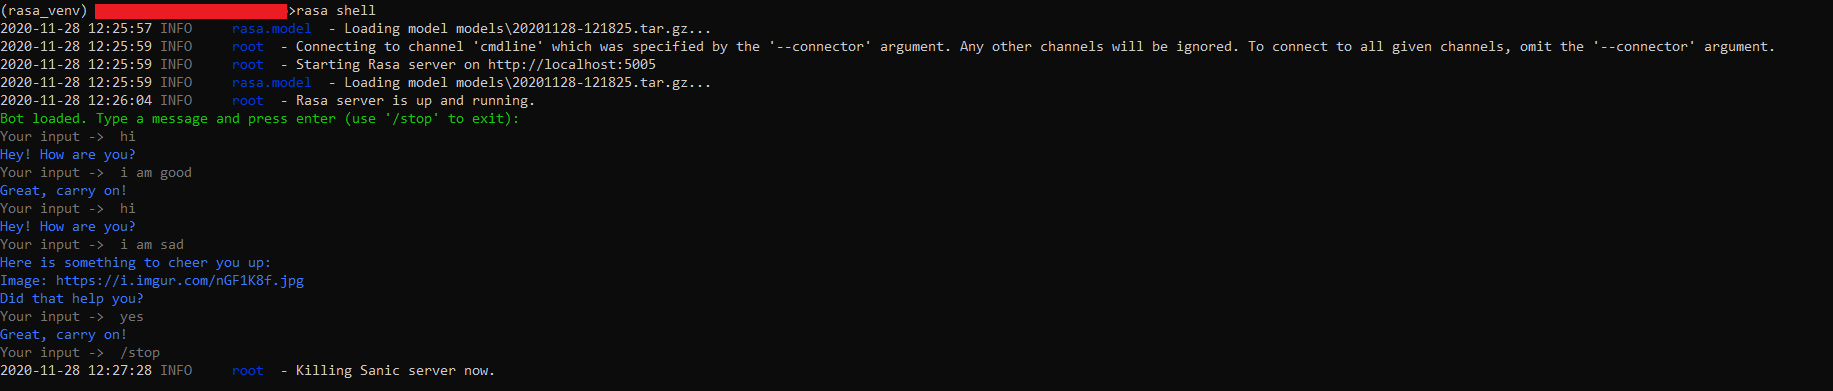 (rasa_venv) >rasa shell
2020-11-28 12:25:57 INFO     rasa.model  - Loading model models\20201128-121825.tar.gz...
2020-11-28 12:25:59 INFO     root  - Connecting to channel 'cmdline' which was specified by the '--connector' argument. Any other channels will be ignored. To connect to all given channels, omit the '--connector' argument.
2020-11-28 12:25:59 INFO     root  - Starting Rasa server on http://localhost:5005
2020-11-28 12:25:59 INFO     rasa.model  - Loading model models\20201128-121825.tar.gz...
2020-11-28 12:26:04 INFO     root  - Rasa server is up and running.
Bot loaded. Type a message and press enter (use '/stop' to exit):
Your input ->  hi
Hey! How are you?
Your input ->  i am good
Great, carry on!
Your input ->  hi
Hey! How are you?
Your input ->  i am sad
Here is something to cheer you up:
Image: https://i.imgur.com/nGF1K8f.jpg
Did that help you?
Your input ->  yes
Great, carry on!
Your input ->  /stop
2020-11-28 12:27:28 INFO     root  - Killing Sanic server now.